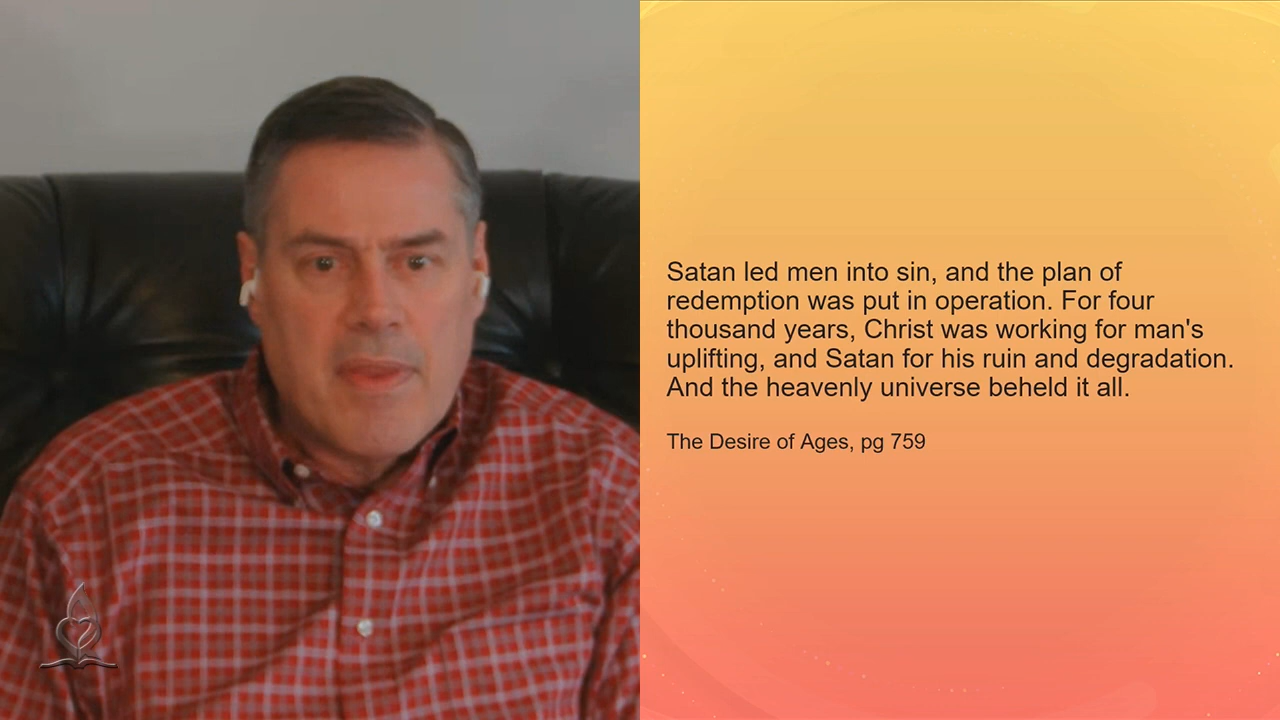 Satan led men into sin, and the plan of
redemption was put in operation. For four
thousand years, Christ was working for man's
uplifting, and Satan for his ruin and degradation.
And the heavenly universe beheld it all.
The Desire of Ages, pg 759